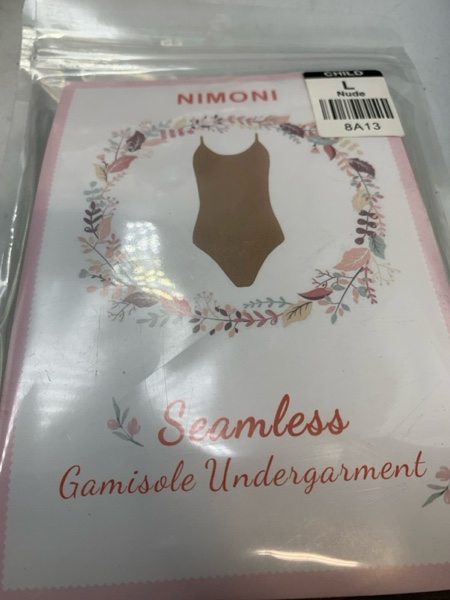 CHILD
L
Nude
8A13
NIMONI
Seamless
Gamisole Undergarment